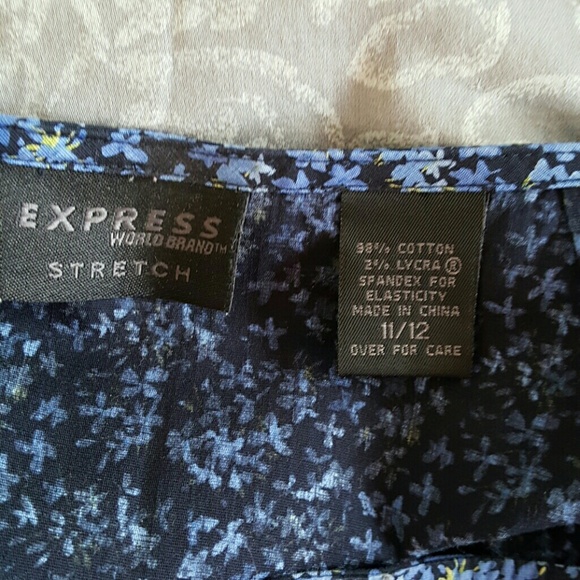 EXPRESS
WORLD BRAND™
STRETCH
98% COTTON
2% LYCRA ®
SPANDEX FOR
ELASTICITY
MADE IN CHINA
11/12
OVER FOR CARE